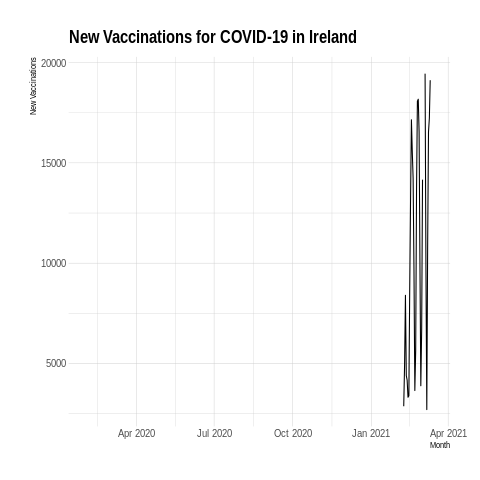 New Vaccinations for COVID-19 in Ireland
New Vaccinations
20000
15000
10000
5000
Apr 2020 Jul 2020 Oct 2020 Jan 2021 Apr 2021
Month